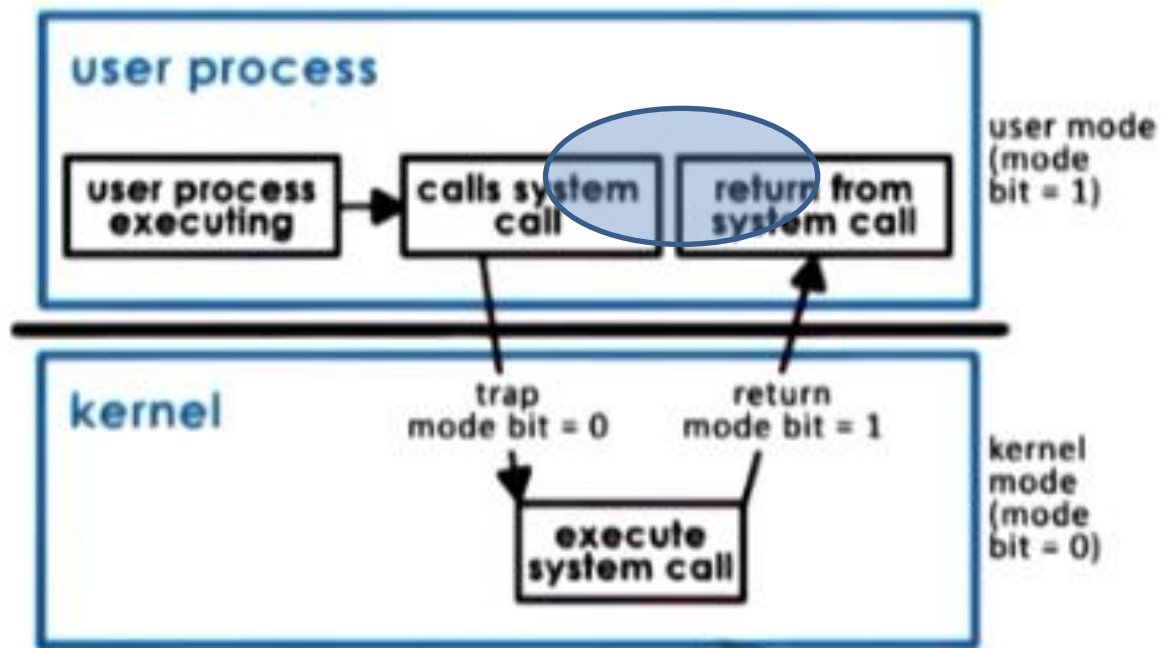 user process
user process
executing
calls system
call
return from
system call
user mode
(mode
bit = 1)
kernel
trap
mode bit = 0
return
mode bit = 1
execute
system call
kernel
mode
(mode
bit = 0)